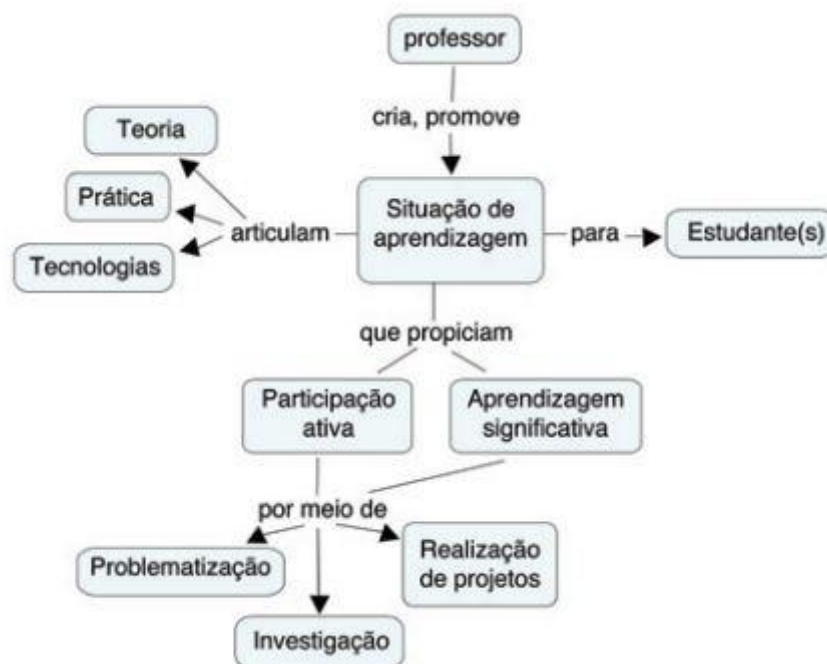 professor
cria, promove
Teoria
Prática
Tecnologias
articulam
Situação de
aprendizagem
para
Estudante(s)
que propiciam
Participação
ativa
Aprendizagem
significativa
por meio de
Problematização
Realização
de projetos
Investigação